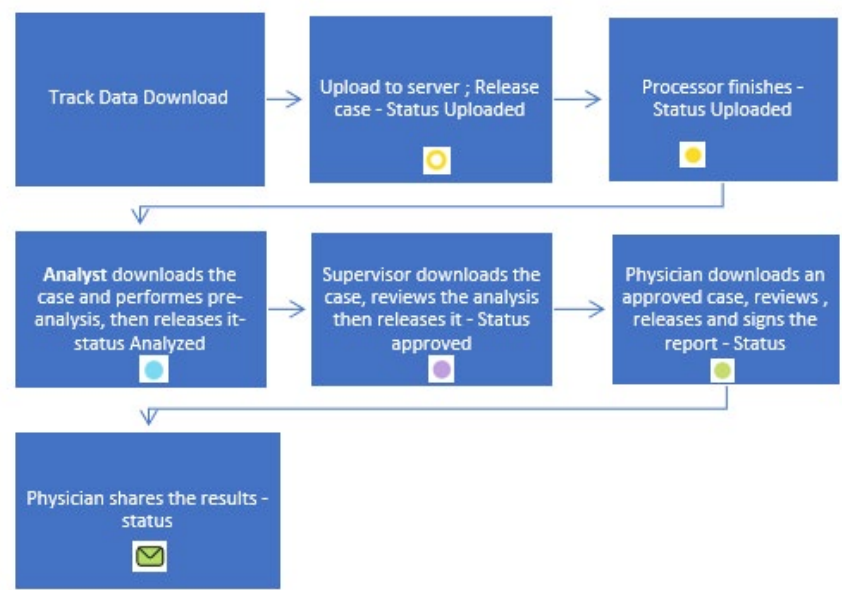 Track Data Download
Upload to server ; Release
case - Status Uploaded
Processor finishes -
Status Uploaded
Analyst downloads the
case and performes pre-
analysis, then releases it-
status Analyzed
Supervisor downloads the
case, reviews the analysis
then releases it - Status
approved
Physician downloads an
approved case, reviews ,
releases and signs the
report - Status
Physician shares the results -
status